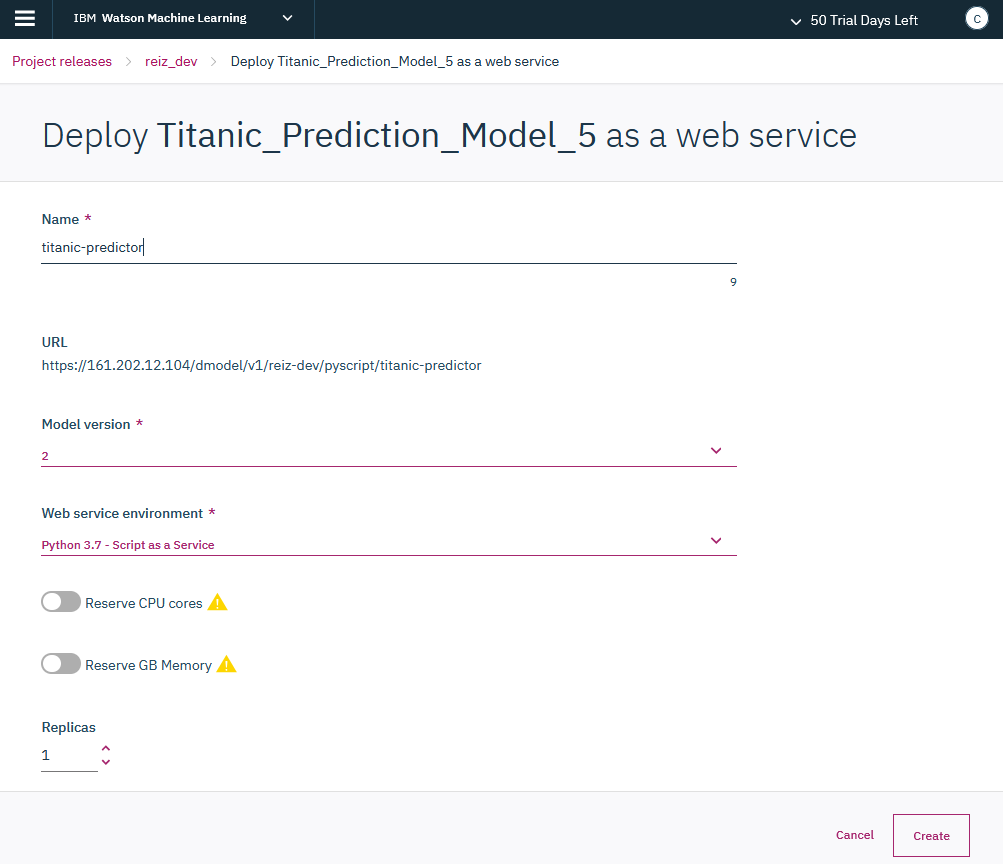 IBM Watson Machine Learning
50 Trial Days Left
C
Project releases > reiz_dev > Deploy Titanic_Prediction_Model_5 as a web service
Deploy Titanic_Prediction_Model_5 as a web service
Name *
titanic-predictor
9
URL
https://161.202.12.104/dmodel/v1/reiz-dev/pyscript/titanic-predictor
Model version *
2
Web service environment *
Python 3.7 - Script as a Service
Reserve CPU cores
Reserve GB Memory
Replicas
1
Cancel
Create